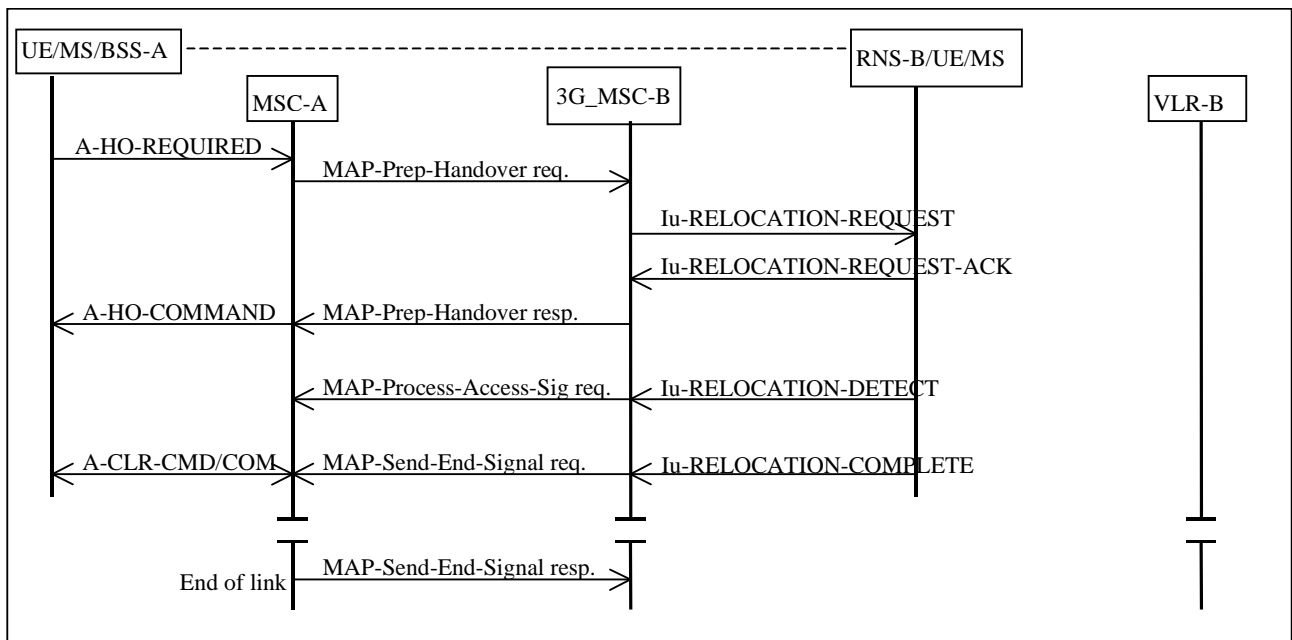 UE/MS/BSS-A
RNS-B/UE/MS
MSC-A
3G_MSC-B
VLR-B
A-HO-REQUIRED
MAP-Prep-Handover req.
Iu-RELOCATION-REQUEST
Iu-RELOCATION-REQUEST-ACK
A-HO-COMMAND
MAP-Prep-Handover resp.
MAP-Process-Access-Sig req.
Iu-RELOCATION-DETECT
A-CLR-CMD/COM
MAP-Send-End-Signal req.
Iu-RELOCATION-COMPLETE
MAP-Send-End-Signal resp.
End of link